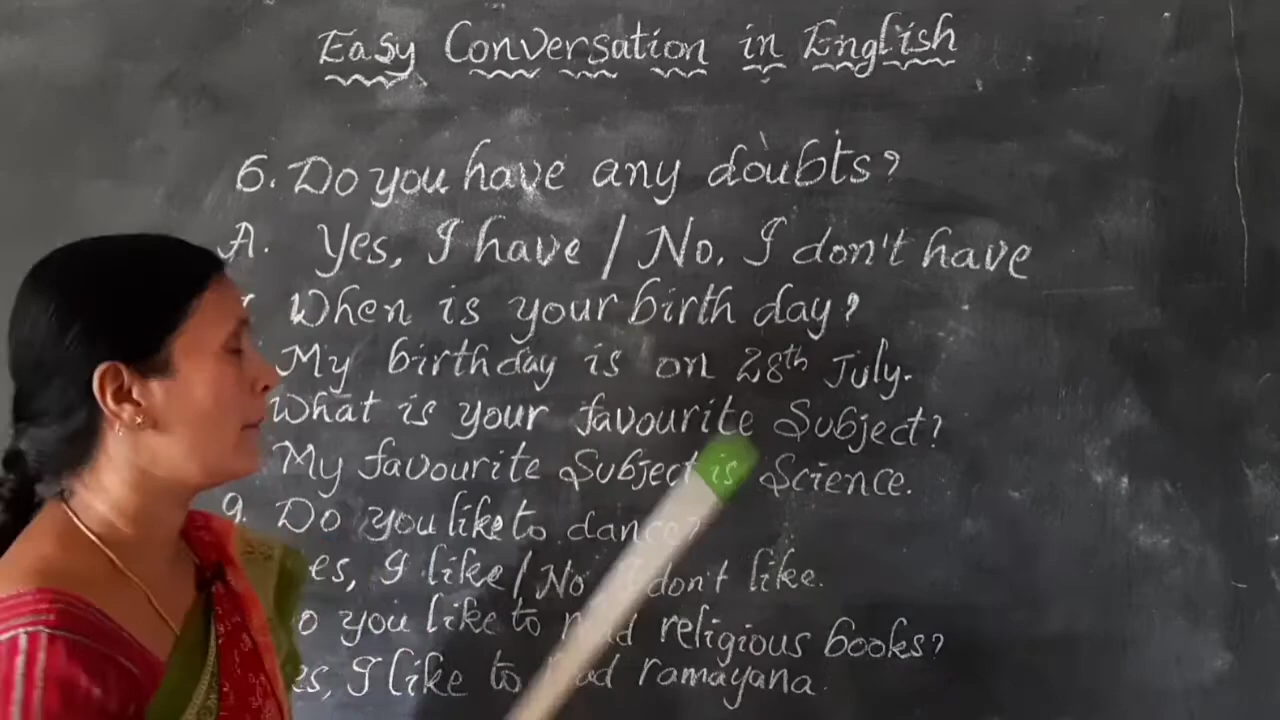 Easy Conversation in English
6. Do you have any doubts?
A. Yes, I have / No, I don't have
When is your birth day?
My birthday is on 28th July.
What is your favourite Subject?
My favourite Subject is Science.
9. Do you like to dance?
es, I like / No, I don't like.
o you like to religious books?
es, I like to ramayana.